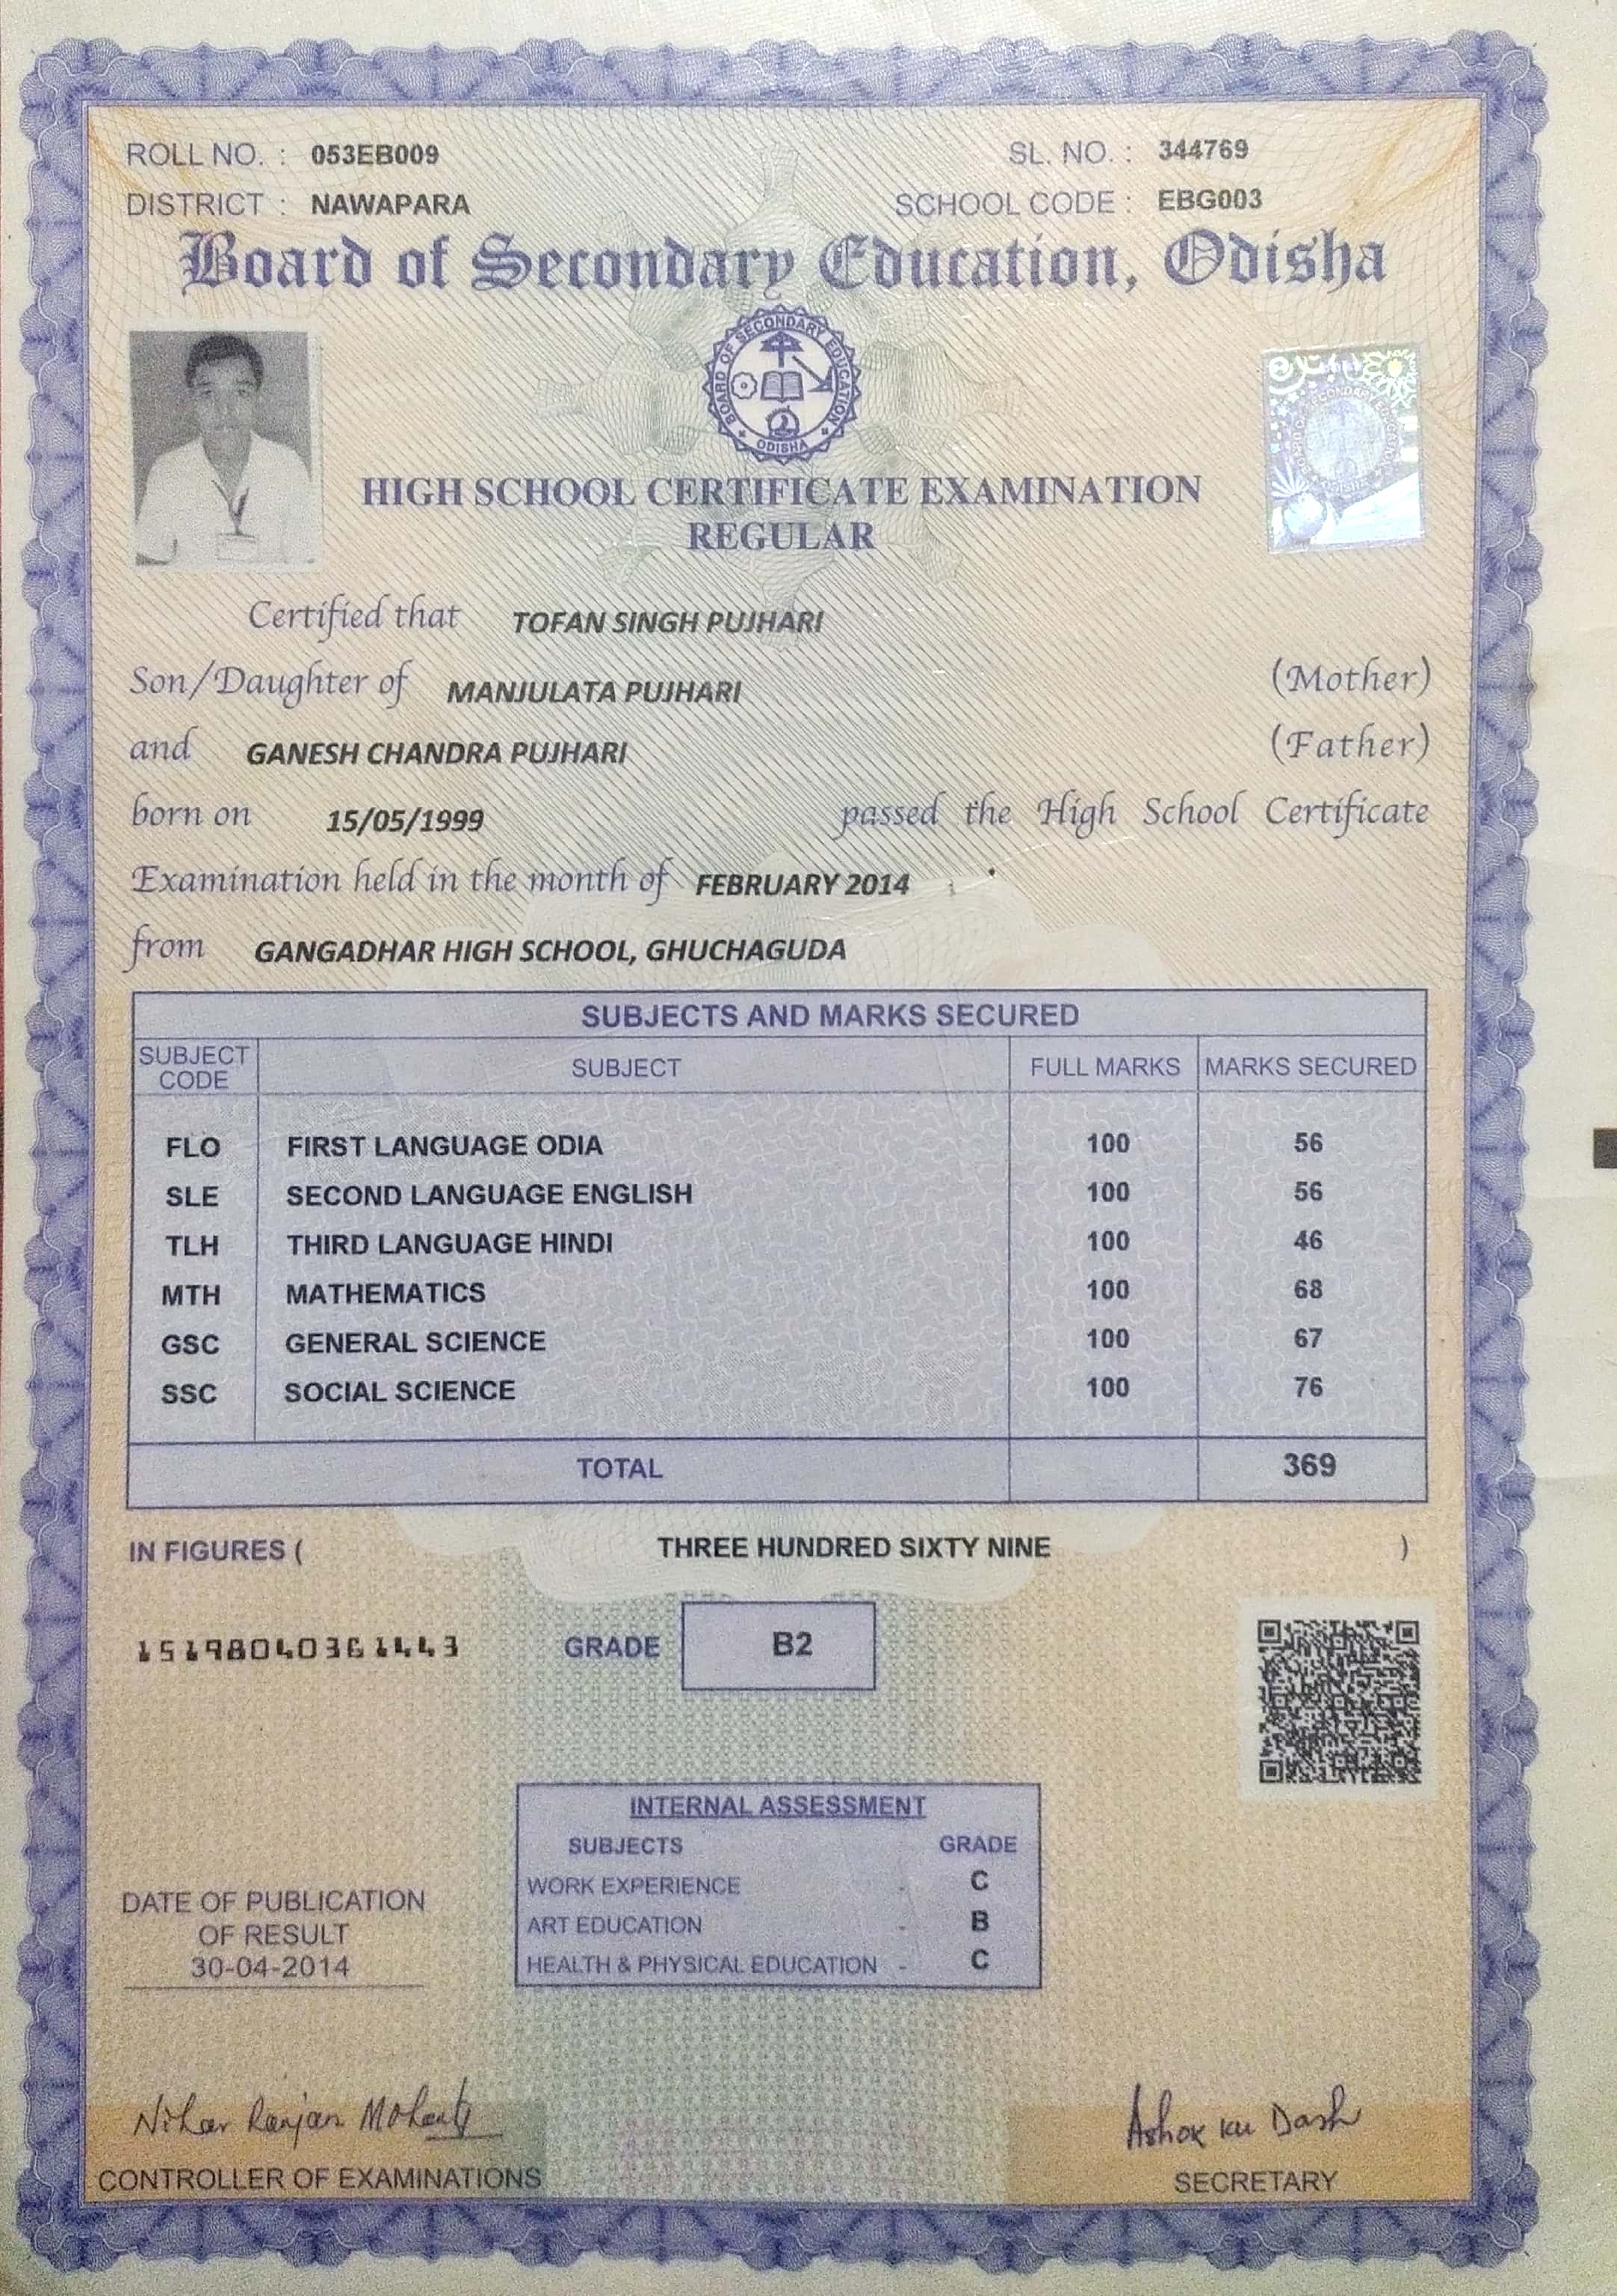 ROLL NO. : 053EB009 SL. NO. : 344769
DISTRICT : NAWAPARA SCHOOL CODE : EBG003
Board of Secondary Education, Odisha
BOARD OF SECONDARY EDUCATION
ODISHA
HIGH SCHOOL CERTIFICATE EXAMINATION
REGULAR
Certified that TOFAN SINGH PUJHARI
Son/Daughter of MANJULATA PUJHARI (Mother)
and GANESH CHANDRA PUJHARI (Father)
born on 15/05/1999 passed the High School Certificate
Examination held in the month of FEBRUARY 2014
from GANGADHAR HIGH SCHOOL, GHUCHAGUDA
SUBJECTS AND MARKS SECURED
SUBJECT CODE SUBJECT FULL MARKS MARKS SECURED
FLO FIRST LANGUAGE ODIA 100 56
SLE SECOND LANGUAGE ENGLISH 100 56
TLH THIRD LANGUAGE HINDI 100 46
MTH MATHEMATICS 100 68
GSC GENERAL SCIENCE 100 67
SSC SOCIAL SCIENCE 100 76
TOTAL 369
IN FIGURES ( THREE HUNDRED SIXTY NINE )
GRADE B2
INTERNAL ASSESSMENT
SUBJECTS GRADE
WORK EXPERIENCE - C
ART EDUCATION - B
HEALTH & PHYSICAL EDUCATION - C
DATE OF PUBLICATION
OF RESULT
30-04-2014
Nihar Ranjan Mohanty Ashok Ku Dash
CONTROLLER OF EXAMINATIONS SECRETARY